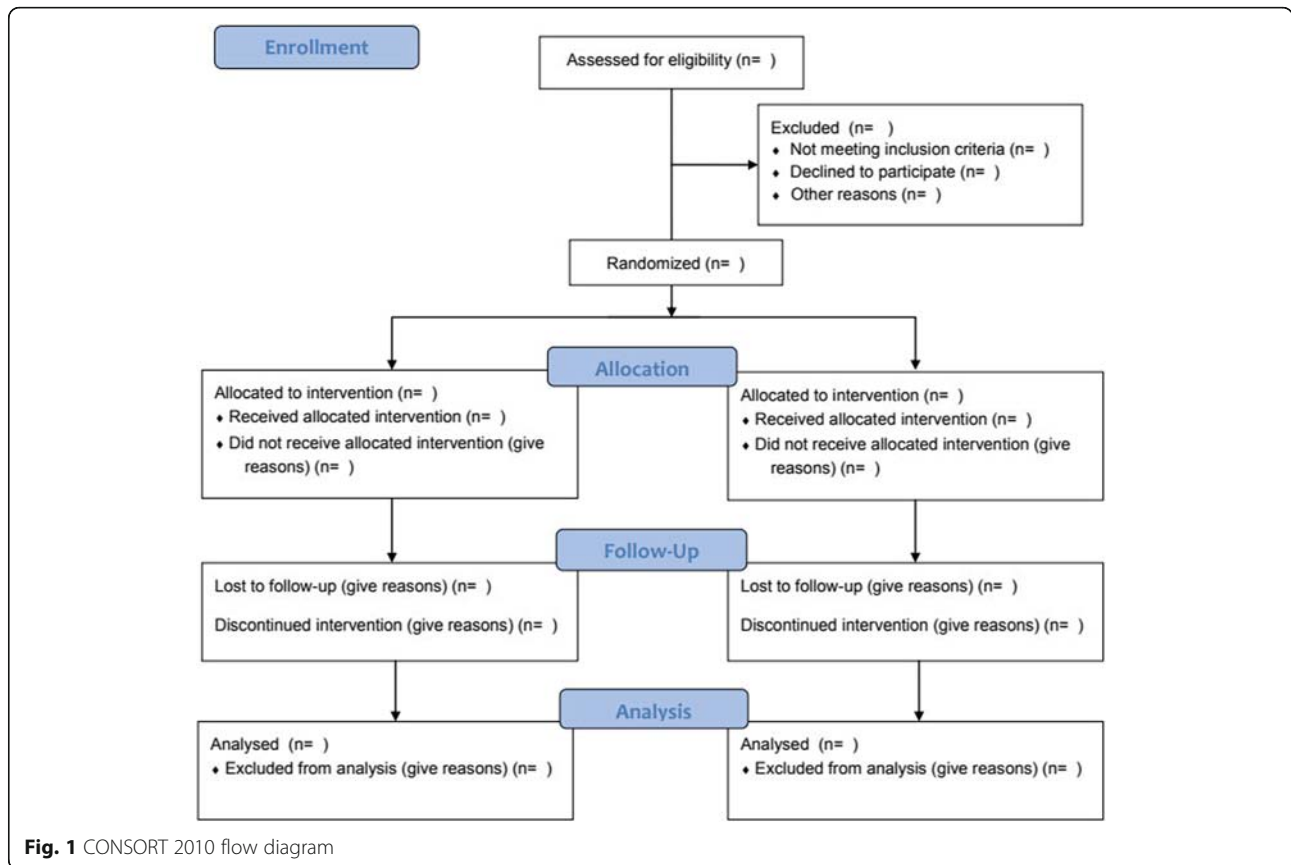 Enrollment
Assessed for eligibility (n= )
Excluded (n= )
♦ Not meeting inclusion criteria (n= )
♦ Declined to participate (n= )
♦ Other reasons (n= )
Randomized (n= )
Allocation
Allocated to intervention (n= )
♦ Received allocated intervention (n= )
♦ Did not receive allocated intervention (give
reasons) (n= )
Allocated to intervention (n= )
♦ Received allocated intervention (n= )
♦ Did not receive allocated intervention (give
reasons) (n= )
Follow-Up
Lost to follow-up (give reasons) (n= )
Discontinued intervention (give reasons) (n= )
Lost to follow-up (give reasons) (n= )
Discontinued intervention (give reasons) (n= )
Analysis
Analysed (n= )
♦ Excluded from analysis (give reasons) (n= )
Analysed (n= )
♦ Excluded from analysis (give reasons) (n= )
Fig. 1 CONSORT 2010 flow diagram